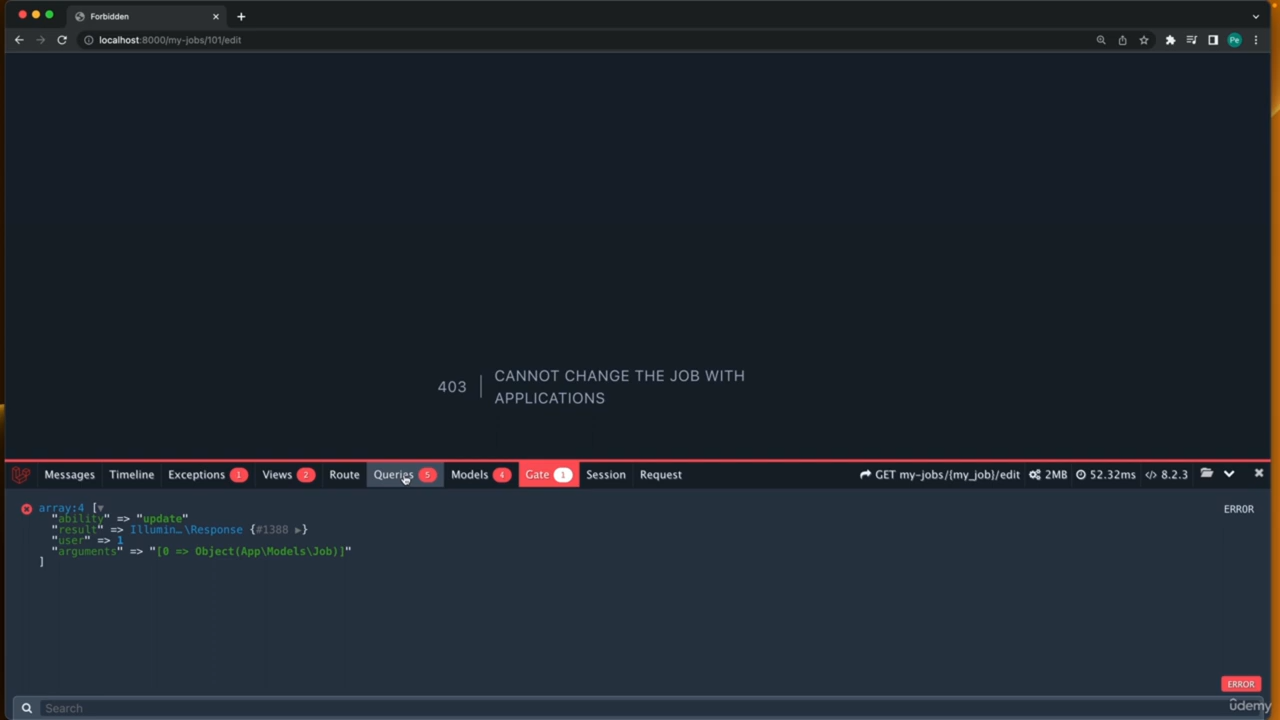 Forbidden
localhost:8000/my-jobs/101/edit
Pe
403
CANNOT CHANGE THE JOB WITH
APPLICATIONS
Messages Timeline Exceptions 1 Views 2 Route Queries 5 Models 4 Gate 1 Session Request GET my-jobs/{my_job}/edit 2MB 52.32ms 8.2.3
array:4 [
"ability" => "update"
"result" => Illumin…\Response {#1388 ▶}
"user" => 1
"arguments" => "[0 => Object(App\Models\Job)]"
]
ERROR
ERROR
Search
ûdemy